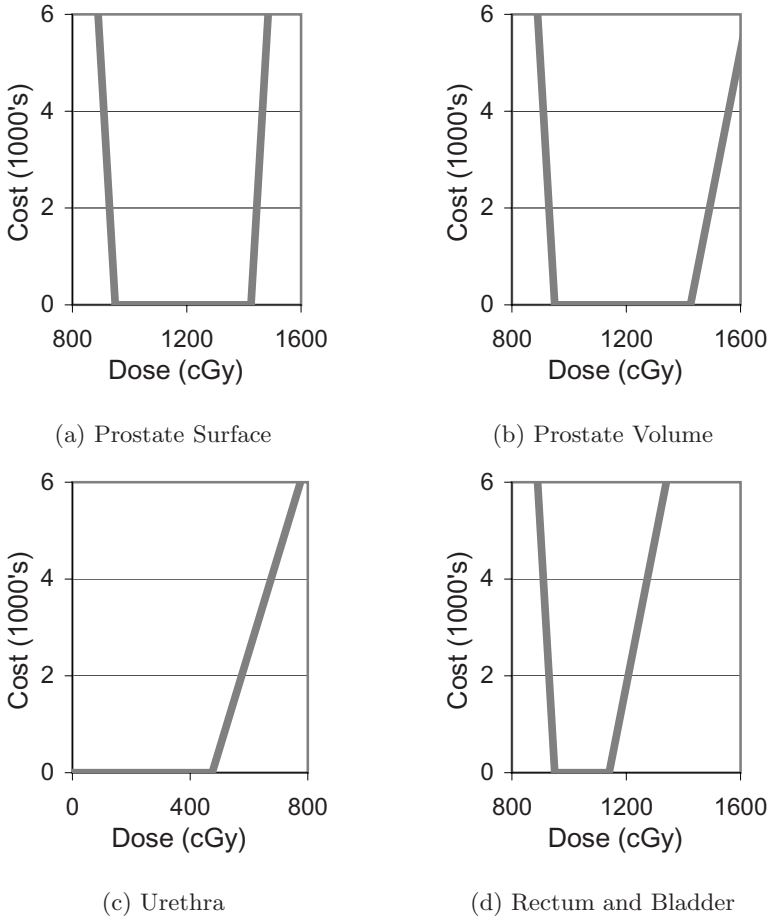 6
4
2
0
Cost (1000's)
800 1200 1600
Dose (cGy)
(a) Prostate Surface
6
4
2
0
Cost (1000's)
800 1200 1600
Dose (cGy)
(b) Prostate Volume
6
4
2
0
Cost (1000's)
0 400 800
Dose (cGy)
(c) Urethra
6
4
2
0
Cost (1000's)
800 1200 1600
Dose (cGy)
(d) Rectum and Bladder